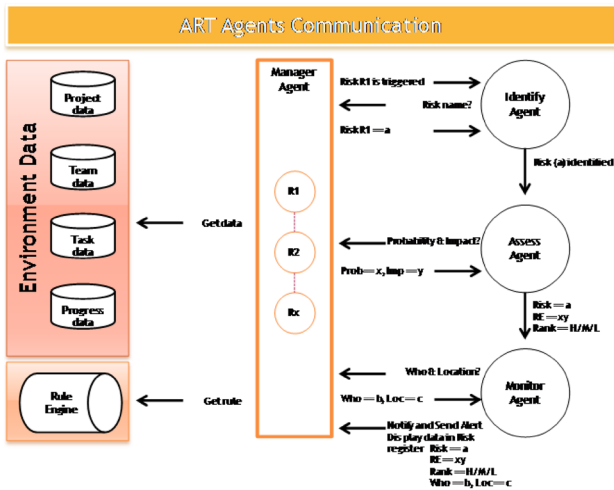 ART Agents Communication
Environment Data
Project
data
Team
data
Task
data
Progress
data
Rule
Engine
Get data
Get rule
Manager
Agent
R1
R2
Rx
Risk R1 is triggered
Risk name?
Risk R1 = a
Identify
Agent
Risk (a) identified
Probability & Impact?
Prob = x, Imp = y
Assess
Agent
Risk = a
RE = xy
Rank = H/M/L
Who & Location?
Who = b, Loc = c
Monitor
Agent
Notify and Send Alert
Display data in Risk
register Risk = a
RE = xy
Rank = H/M/L
Who = b, Loc = c